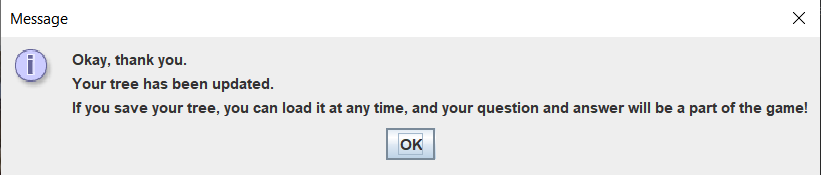 Message
Okay, thank you.
Your tree has been updated.
If you save your tree, you can load it at any time, and your question and answer will be a part of the game!
OK